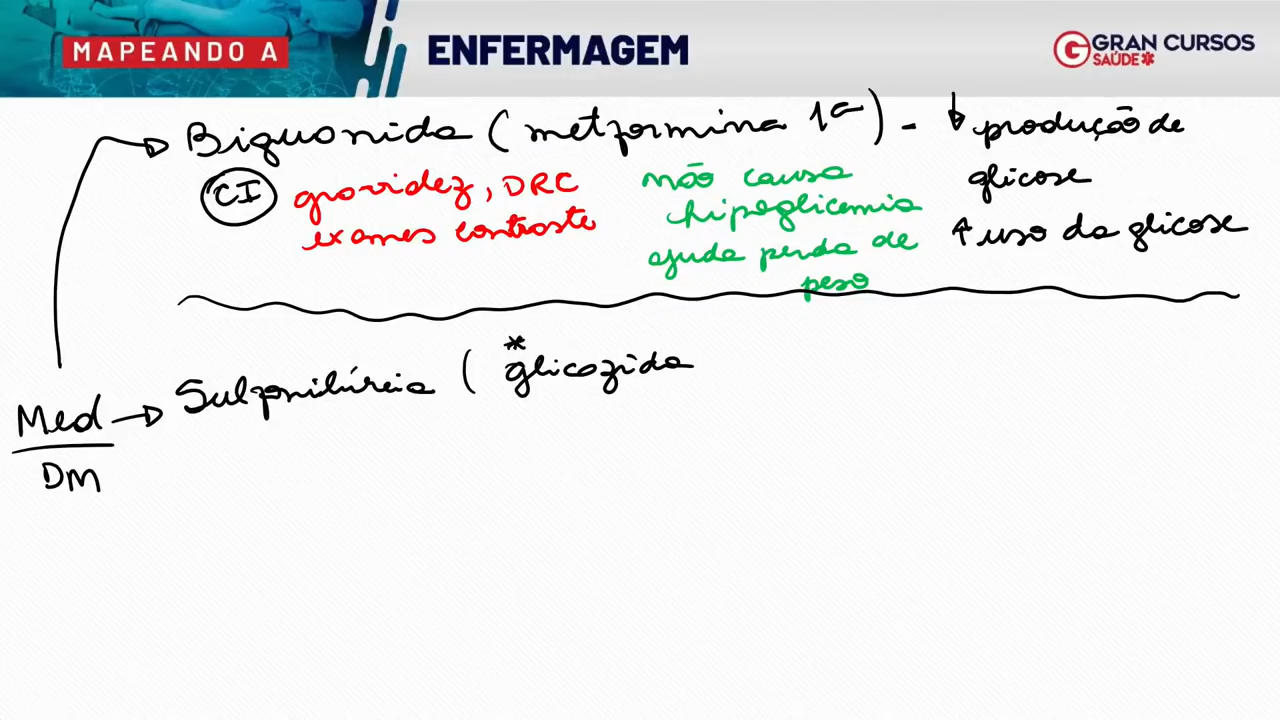 MAPEANDO A
ENFERMAGEM
GRAN CURSOS
SAÚDE
Biguanida (metformina 1ª) - ↓ produção de
glicose
↑ uso da glicose
CI gravidez, DRC
exames contraste
não causa
hipoglicemia
ajuda perda de
peso
Sulfonilúreia (*glicazida
Med
DM